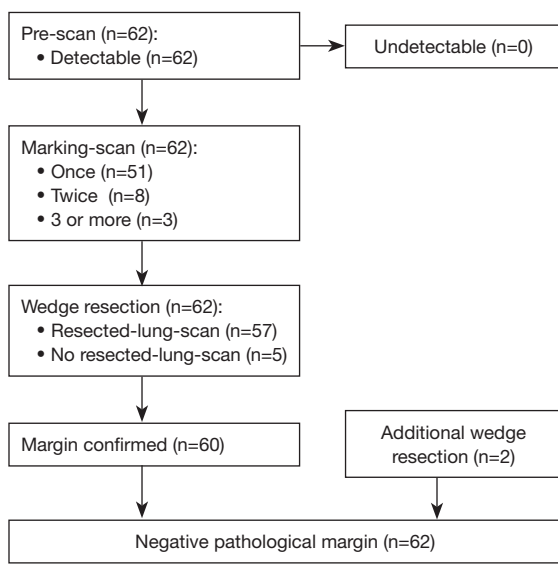 Pre-scan (n=62):
• Detectable (n=62)
Undetectable (n=0)
Marking-scan (n=62):
• Once (n=51)
• Twice (n=8)
• 3 or more (n=3)
Wedge resection (n=62):
• Resected-lung-scan (n=57)
• No resected-lung-scan (n=5)
Margin confirmed (n=60)
Additional wedge
resection (n=2)
Negative pathological margin (n=62)